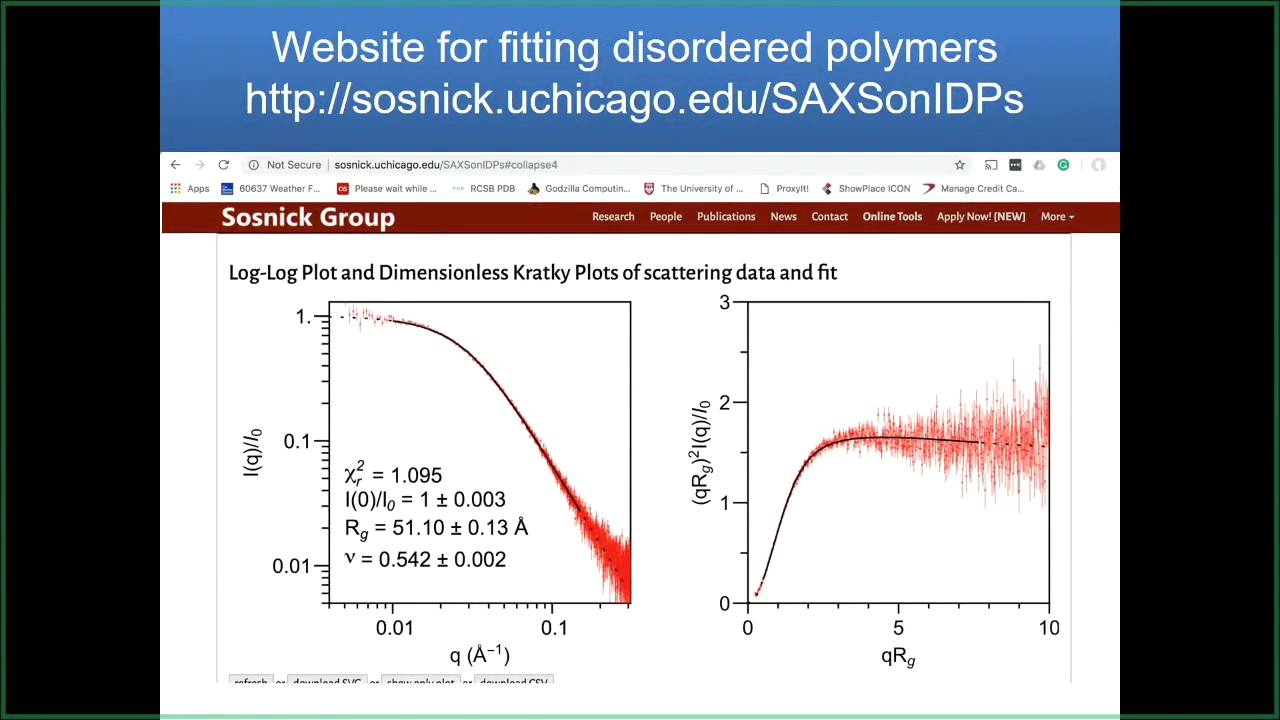 Website for fitting disordered polymers
http://sosnick.uchicago.edu/SAXSonIDPs
Not Secure | sosnick.uchicago.edu/SAXSonIDPs#collapse4
Apps 60637 Weather F... Please wait while ... RCSB PDB Godzilla Computin... The University of ... ProxyIt! ShowPlace ICON Manage Credit Ca...
Sosnick Group Research People Publications News Contact Online Tools Apply Now! [NEW] More
Log-Log Plot and Dimensionless Kratky Plots of scattering data and fit
1.
0.1
0.01
I(q)/I₀
χᵣ² = 1.095
I(0)/I₀ = 1 ± 0.003
Rg = 51.10 ± 0.13 Å
ν = 0.542 ± 0.002
0.01 0.1
q (Å⁻¹)
3
2
1
0
(qRg)²I(q)/I₀
0 5 10
qRg
refresh or download SVG or show only plot or download CSV